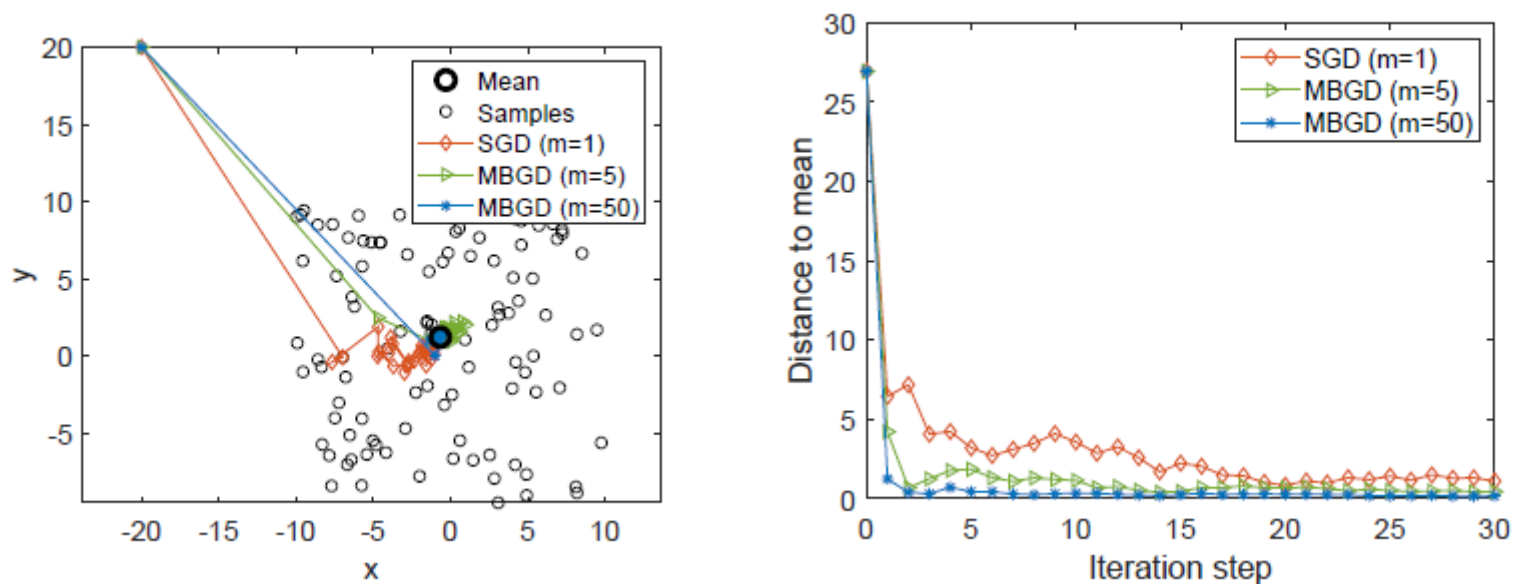 20
15
10
5
0
-5
y
-20
-15
-10
-5
0
5
10
x
Mean
Samples
SGD (m=1)
MBGD (m=5)
MBGD (m=50)
30
25
20
15
10
5
0
Distance to mean
0
5
10
15
20
25
30
Iteration step
SGD (m=1)
MBGD (m=5)
MBGD (m=50)